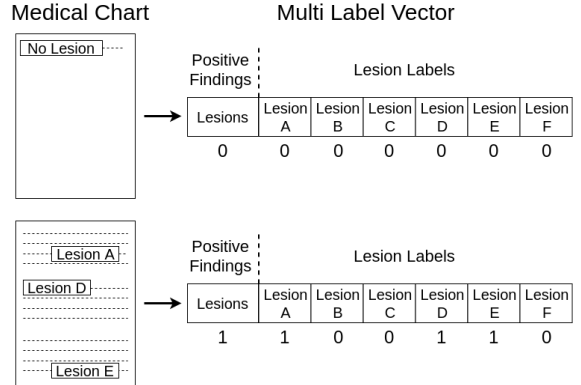 Medical Chart
Multi Label Vector
No Lesion
Positive
Findings
Lesion Labels
Lesions
Lesion
A
Lesion
B
Lesion
C
Lesion
D
Lesion
E
Lesion
F
0 0 0 0 0 0 0
Lesion A
Lesion D
Lesion E
Positive
Findings
Lesion Labels
Lesions
Lesion
A
Lesion
B
Lesion
C
Lesion
D
Lesion
E
Lesion
F
1 1 0 0 1 1 0